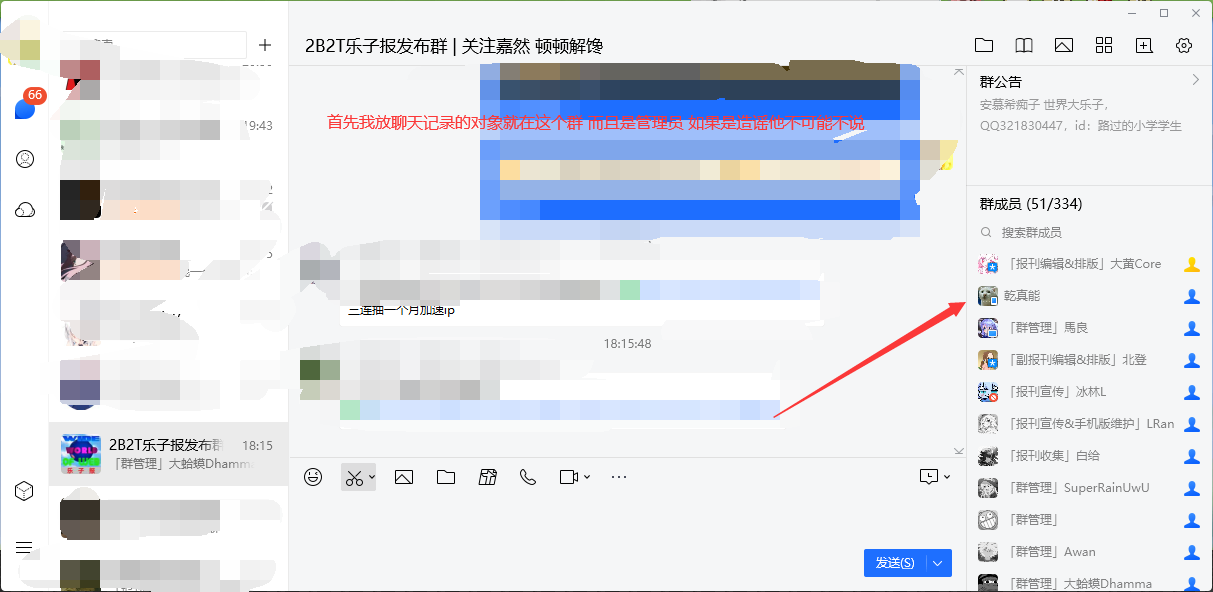 2B2T乐子报发布群 | 关注嘉然 顿顿解馋
66
19:43
首先我放聊天记录的对象就在这个群 而且是管理员 如果是造谣他不可能不说
三连抽一个月加速ip
18:15:48
2B2T乐子报发布群
18:15
「群管理」大蛤蟆Dhamm
发送(S)
群公告
安慕希痴子 世界大乐子,
QQ321830447，id：路过的小学学生
群成员 (51/334)
搜索群成员
「报刊编辑&排版」大黄Core
乾真能
「群管理」馬良
「副报刊编辑&排版」北登
「报刊宣传」冰林L
「报刊宣传&手机版维护」LRan
「报刊收集」白给
「群管理」SuperRainUwU
「群管理」
「群管理」Awan
「群管理」大蛤蟆Dhamma